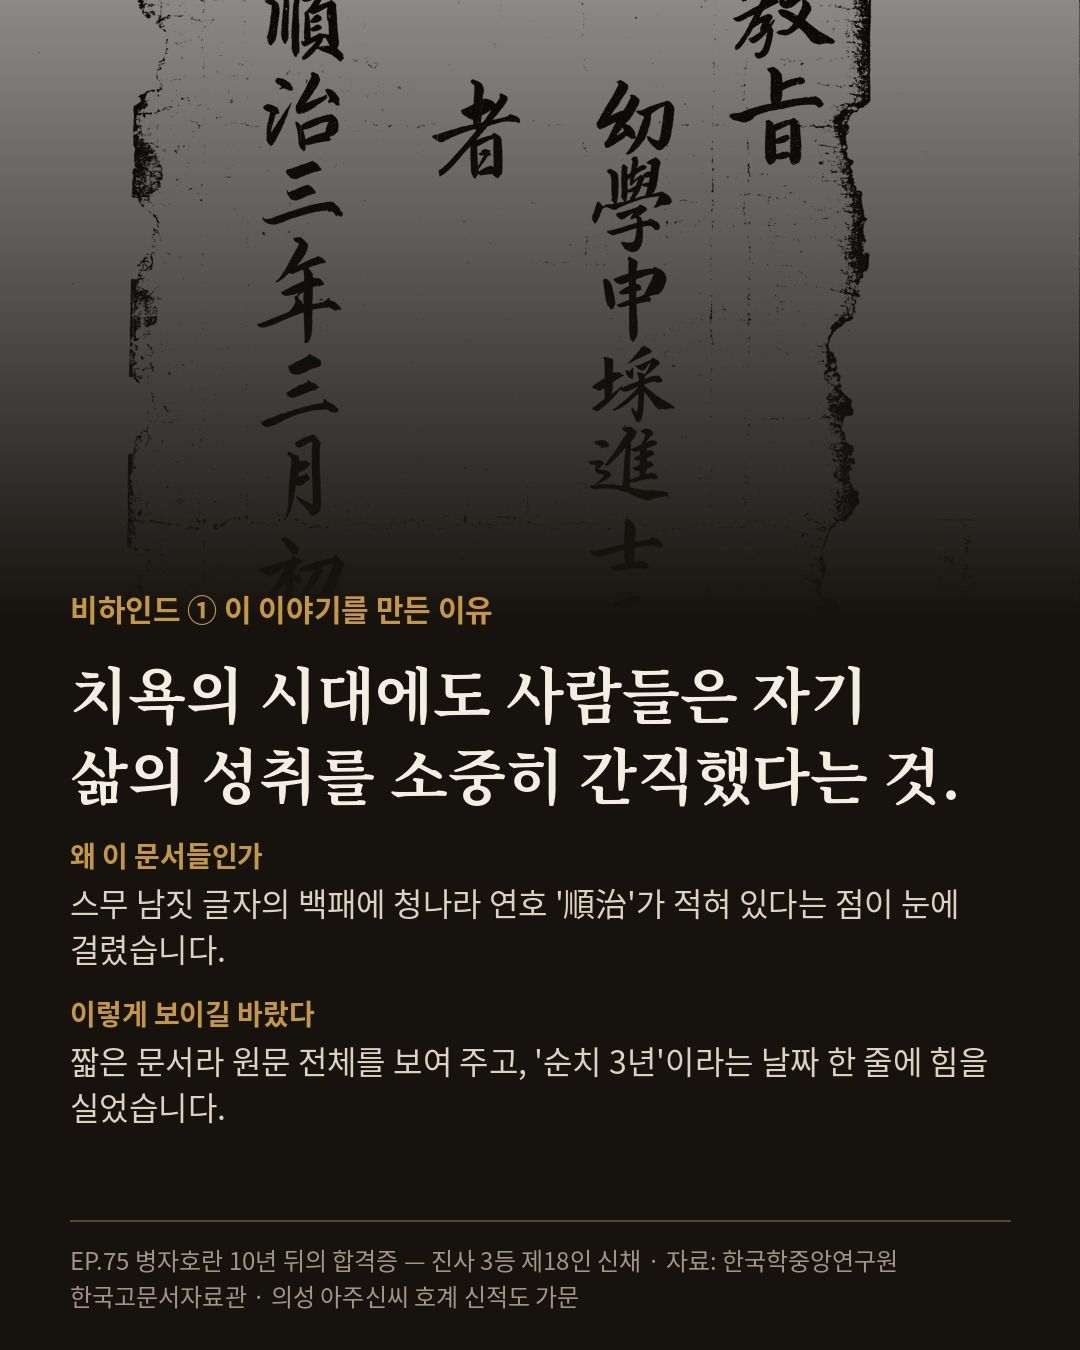 教旨
幼學申埰進士
者
順治三年三月初
비하인드 ① 이 이야기를 만든 이유
치욕의 시대에도 사람들은 자기
삶의 성취를 소중히 간직했다는 것.
왜 이 문서들인가
스무 남짓 글자의 백패에 청나라 연호 '順治'가 적혀 있다는 점이 눈에
걸렸습니다.
이렇게 보이길 바랐다
짧은 문서라 원문 전체를 보여 주고, '순치 3년'이라는 날짜 한 줄에 힘을
실었습니다.
EP.75 병자호란 10년 뒤의 합격증 — 진사 3등 제18인 신채 · 자료: 한국학중앙연구원
한국고문서자료관 · 의성 아주신씨 호계 신적도 가문